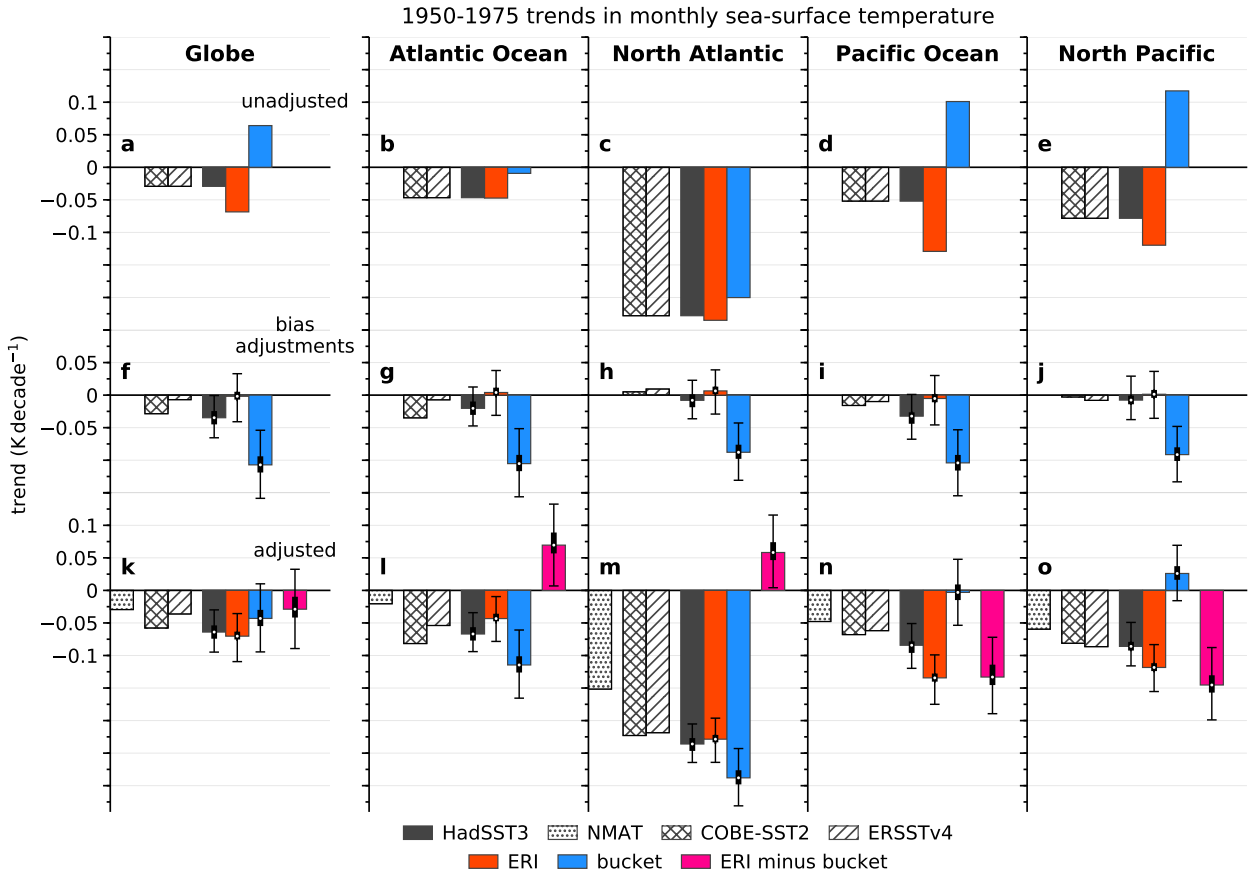 1950-1975 trends in monthly sea-surface temperature
Globe
Atlantic Ocean
North Atlantic
Pacific Ocean
North Pacific
unadjusted
a
b
c
d
e
0.1
0.05
0
−0.05
−0.1
bias
adjustments
f
g
h
i
j
0.05
0
−0.05
trend (K decade⁻¹)
adjusted
k
l
m
n
o
0.1
0.05
0
−0.05
−0.1
HadSST3 NMAT COBE-SST2 ERSSTv4
ERI bucket ERI minus bucket